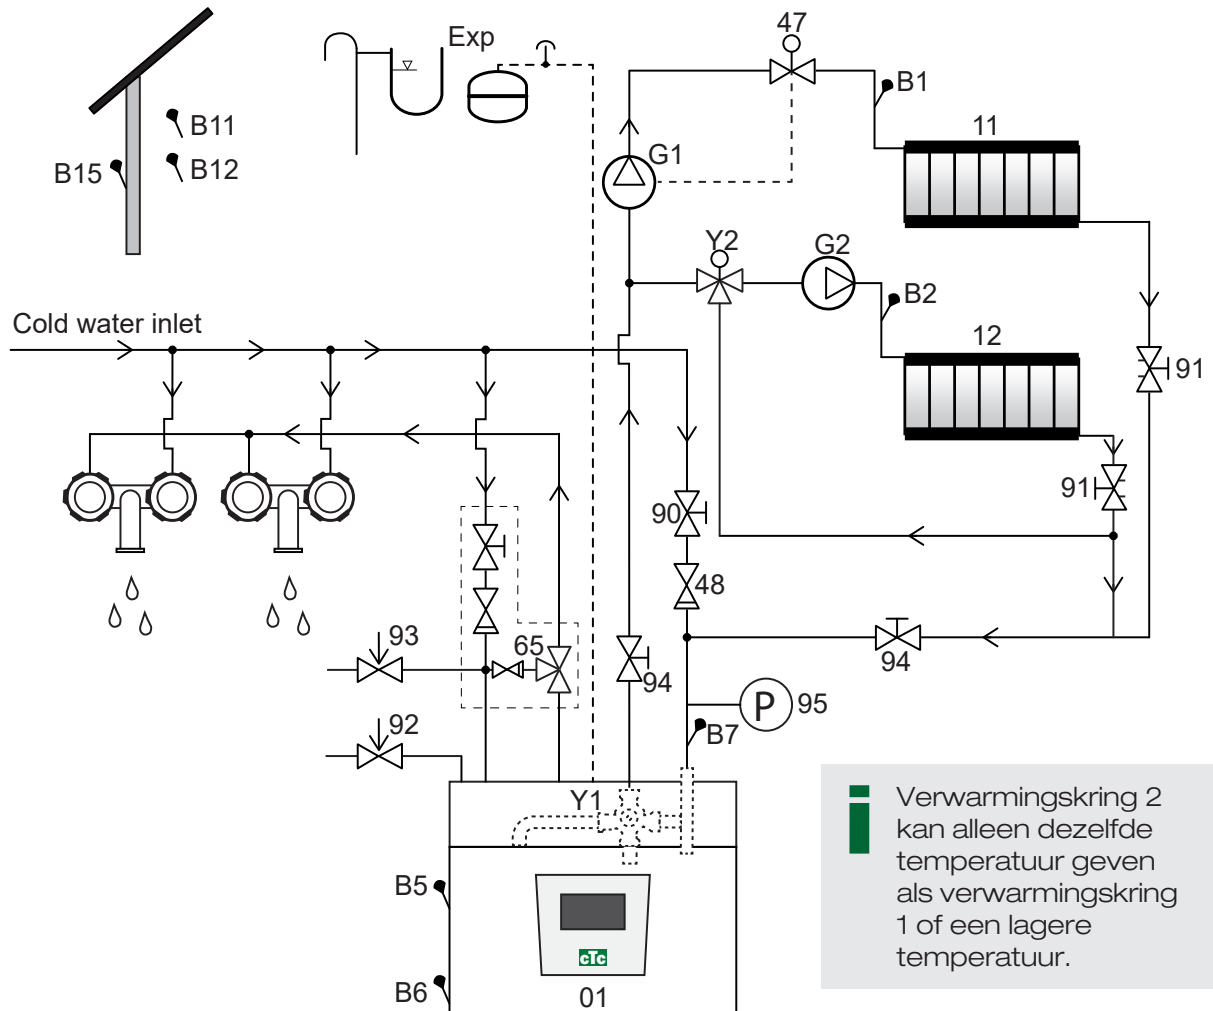 47
Exp
B1
11
B11
G1
B15
B12
Y2
G2
B2
Cold water inlet
12
91
91
90
48
93
65
94
94
P
95
B7
92
Y1
Verwarmingskring 2
kan alleen dezelfde
temperatuur geven
als verwarmingskring
1 of een lagere
temperatuur.
B5
cTc
B6
01